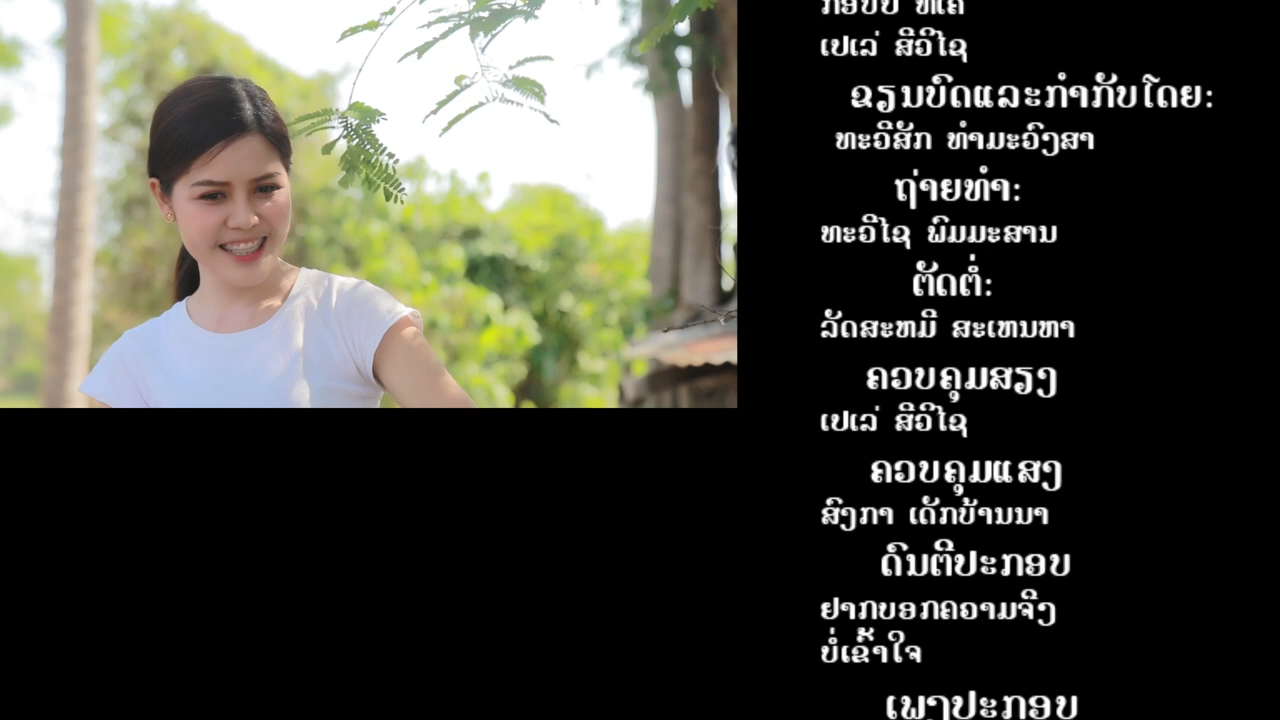 ເປເລ່ ສີວິໄຊ
ຂຽນບົດແລະກຳກັບໂດຍ:
ທະວີສັກ ທຳມະວົງສາ
ຖ່າຍທຳ:
ທະວີໄຊ ພິມມະສານ
ຕັດຕໍ່:
ລັດສະຫມີ ສະເຫນຫາ
ຄວບຄຸມສຽງ
ເປເລ່ ສີວິໄຊ
ຄວບຄຸມແສງ
ສົງກາ ເດັກບ້ານນາ
ດົນຕີປະກອບ
ຢາກບອກຄວາມຈິງ
ບໍ່ເຂົ້າໃຈ
ເພງປະກອບ